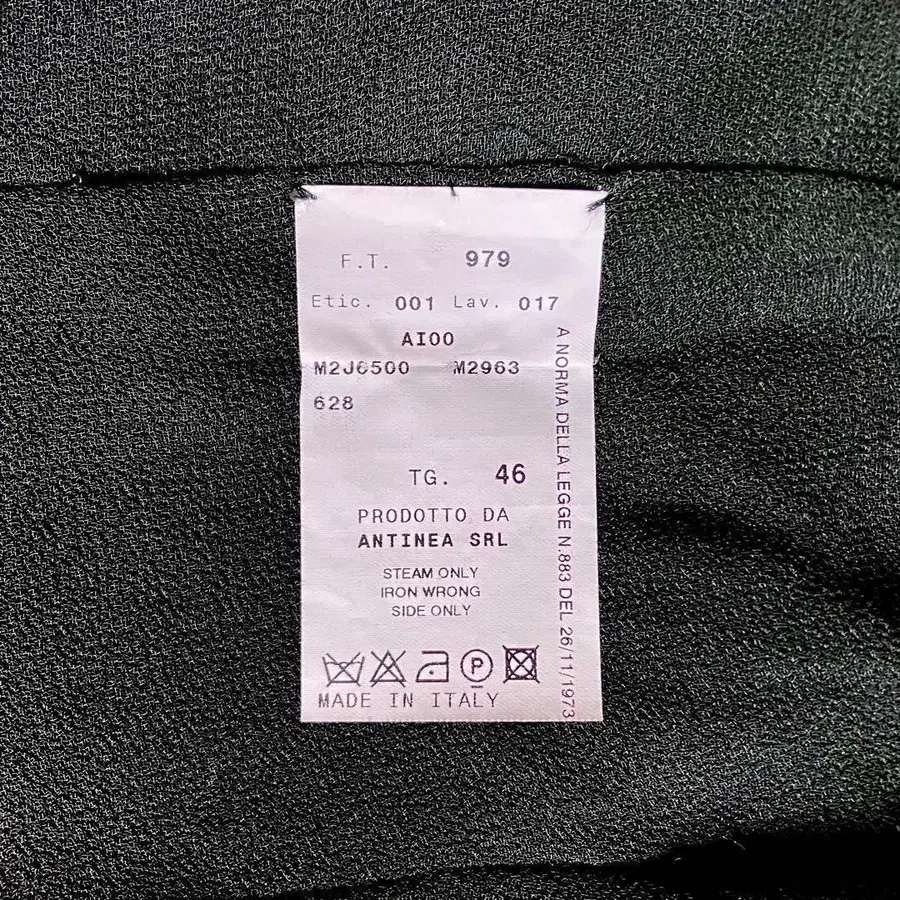 F.T. 979
Etic. 001 Lav. 017
AI00
M2J6500 M2963
628
TG. 46
PRODOTTO DA
ANTINEA SRL
STEAM ONLY
IRON WRONG
SIDE ONLY
P
MADE IN ITALY
A NORMA DELLA LEGGE N.883 DEL 26/11/1973